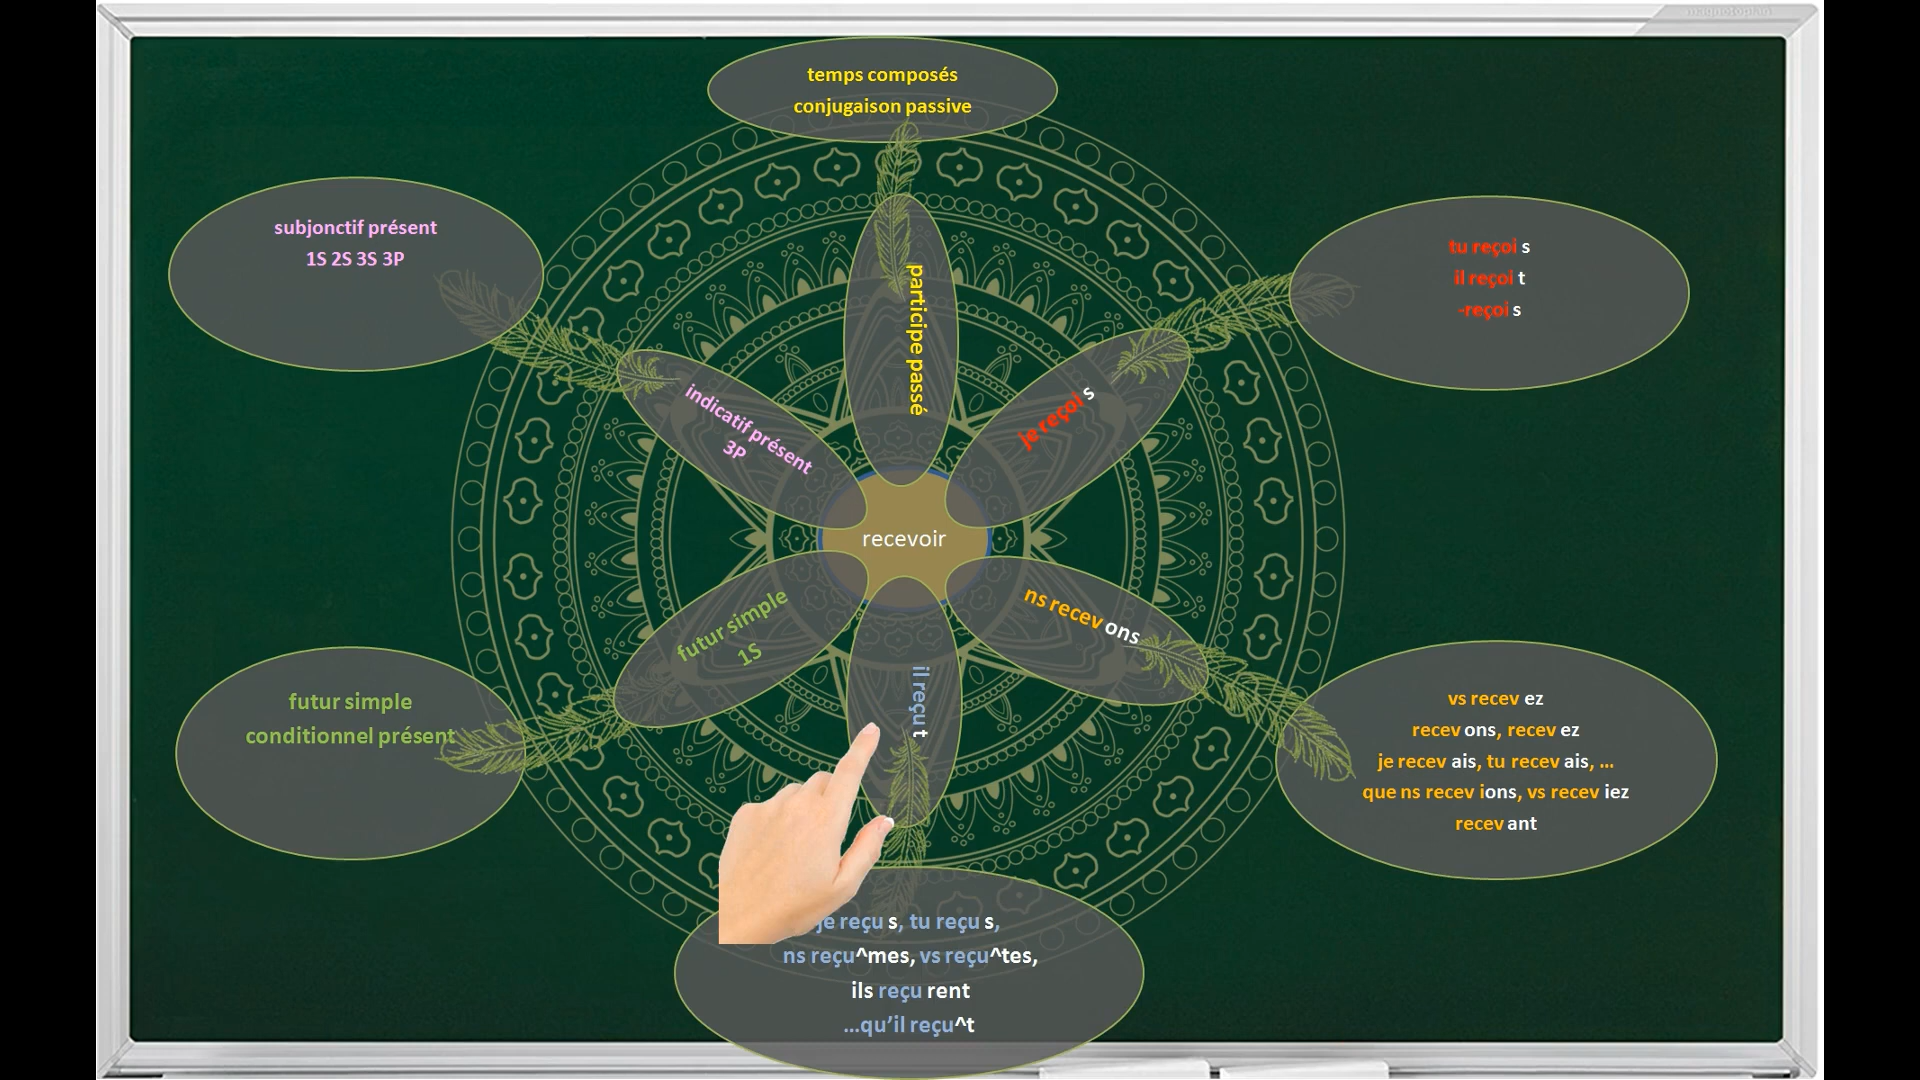 temps composés
conjugaison passive
subjonctif présent
1S 2S 3S 3P
tu reçoi s
il reçoi t
-reçoi s
participe passé
indicatif présent
3P
je reçoi s
recevoir
futur simple
1S
ns recev ons
il reçu t
futur simple
conditionnel présent
vs recev ez
recev ons, recev ez
je recev ais, tu recev ais, ...
que ns recev ions, vs recev iez
recev ant
je reçu s, tu reçu s,
ns reçu^mes, vs reçu^tes,
ils reçu rent
...qu’il reçu^t